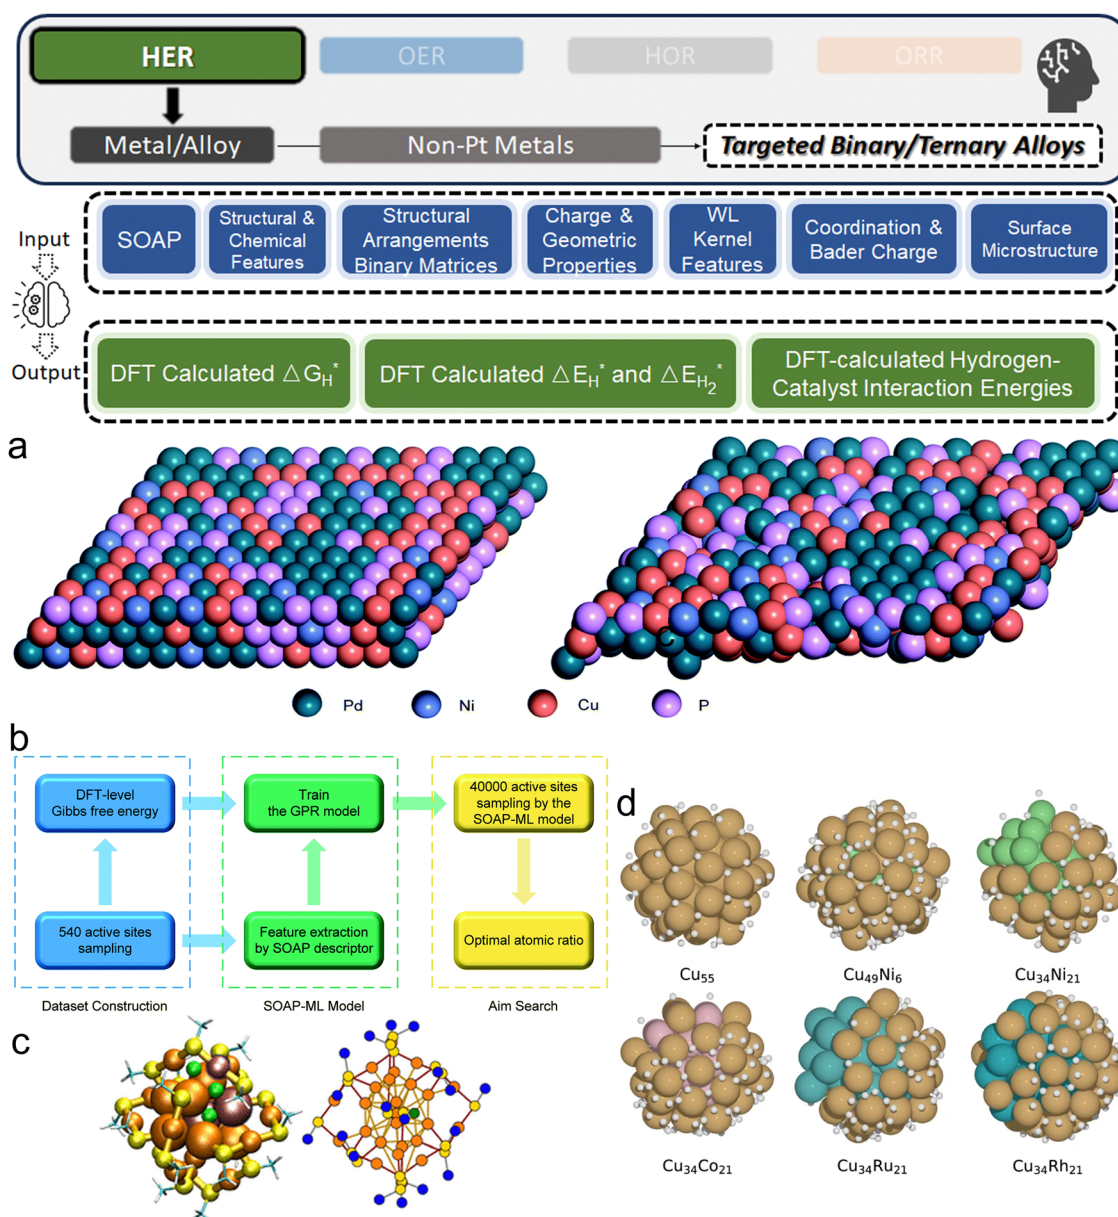 HER
OER
HOR
ORR
Metal/Alloy
Non-Pt Metals
Targeted Binary/Ternary Alloys
Input
SOAP
Structural &
Chemical
Features
Structural
Arrangements
Binary Matrices
Charge &
Geometric
Properties
WL
Kernel
Features
Coordination &
Bader Charge
Surface
Microstructure
Output
DFT Calculated △G_H*
DFT Calculated △E_H* and △E_H₂*
DFT-calculated Hydrogen-
Catalyst Interaction Energies
a
Pd
Ni
Cu
P
b
DFT-level
Gibbs free energy
Train
the GPR model
40000 active sites
sampling by the
SOAP-ML model
540 active sites
sampling
Feature extraction
by SOAP descriptor
Optimal atomic ratio
Dataset Construction
SOAP-ML Model
Aim Search
c
d
Cu₅₅
Cu₄₉Ni₆
Cu₃₄Ni₂₁
Cu₃₄Co₂₁
Cu₃₄Ru₂₁
Cu₃₄Rh₂₁